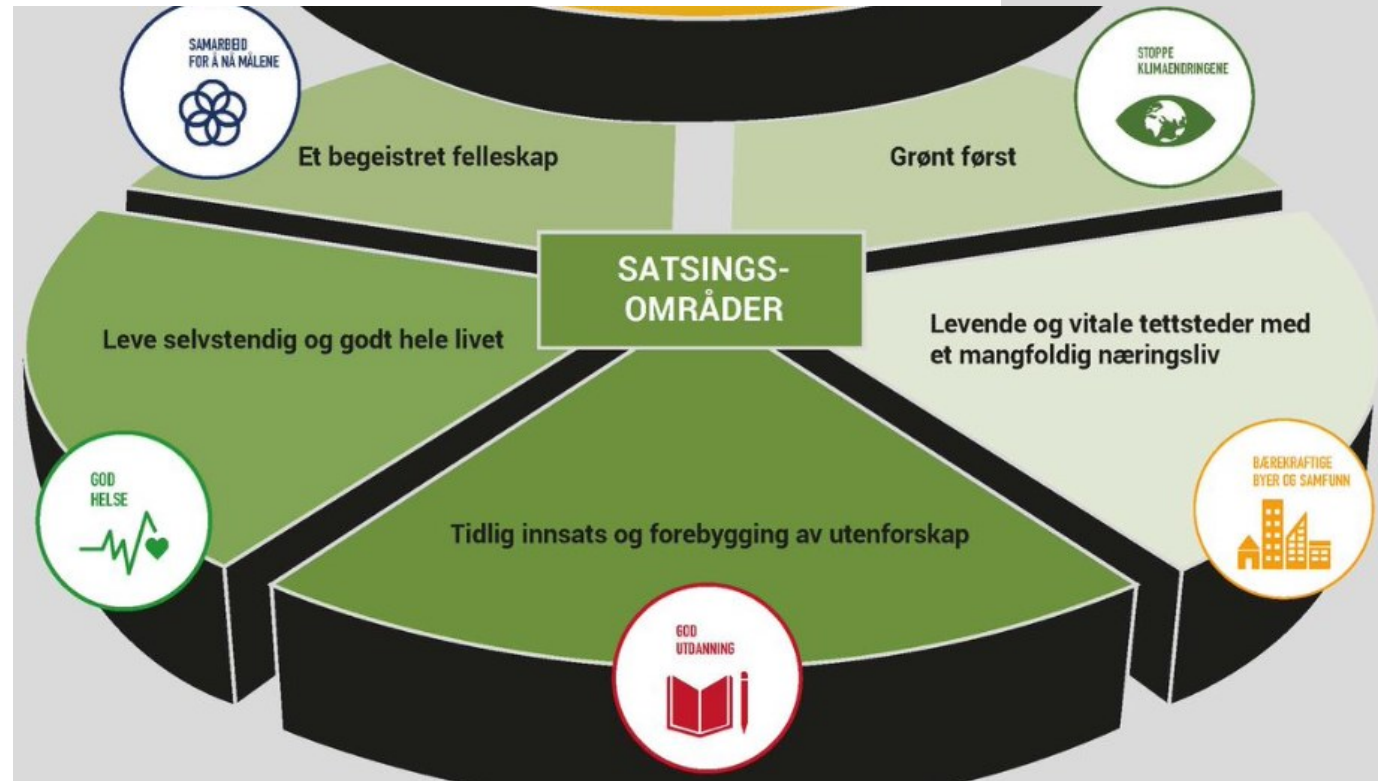 SAMARBEID
FOR Å NÅ MÅLENE
STOPPE
KLIMAENDRINGENE
Et begeistret felleskap
Grønt først
SATSINGS-
OMRÅDER
Leve selvstendig og godt hele livet
Levende og vitale tettsteder med
et mangfoldig næringsliv
GOD
HELSE
BÆREKRAFTIGE
BYER OG SAMFUNN
Tidlig innsats og forebygging av utenforskap
GOD
UTDANNING